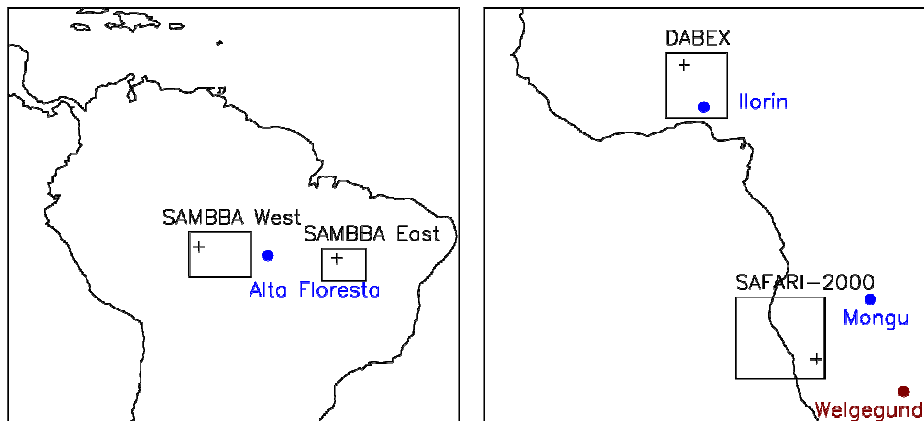 SAMBBA West
SAMBBA East
Alta Floresta
DABEX
Ilorin
SAFARI-2000
Mongu
Welgegund